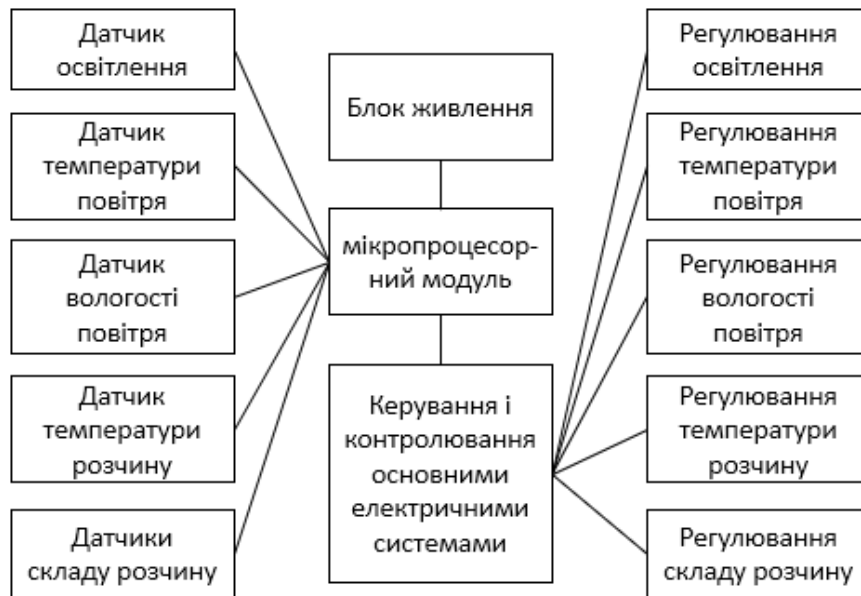 Датчик
освітлення
Датчик
температури
повітря
Датчик
вологості
повітря
Датчик
температури
розчину
Датчики
складу розчину
Блок живлення
мікропроцесор-
ний модуль
Керування і
контролювання
основними
електричними
системами
Регулювання
освітлення
Регулювання
температури
повітря
Регулювання
вологості
повітря
Регулювання
температури
розчину
Регулювання
складу розчину